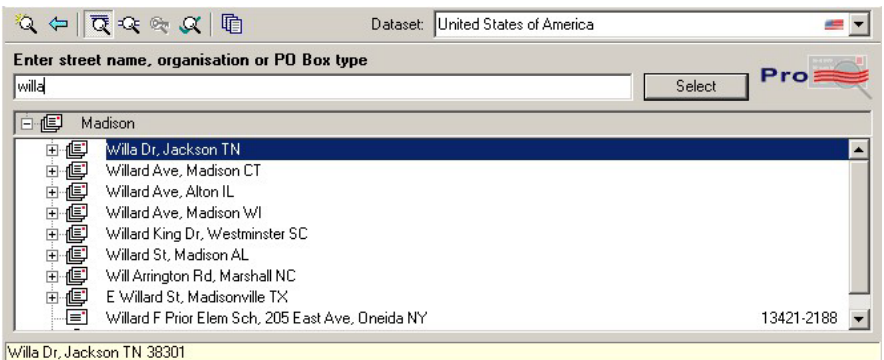 Dataset: United States of America
Enter street name, organisation or PO Box type
willa
Select
Pro
Madison
Willa Dr, Jackson TN
Willard Ave, Madison CT
Willard Ave, Alton IL
Willard Ave, Madison WI
Willard King Dr, Westminster SC
Willard St, Madison AL
Will Arrington Rd, Marshall NC
E Willard St, Madisonville TX
Willard F Prior Elem Sch, 205 East Ave, Oneida NY 13421-2188
Willa Dr, Jackson TN 38301